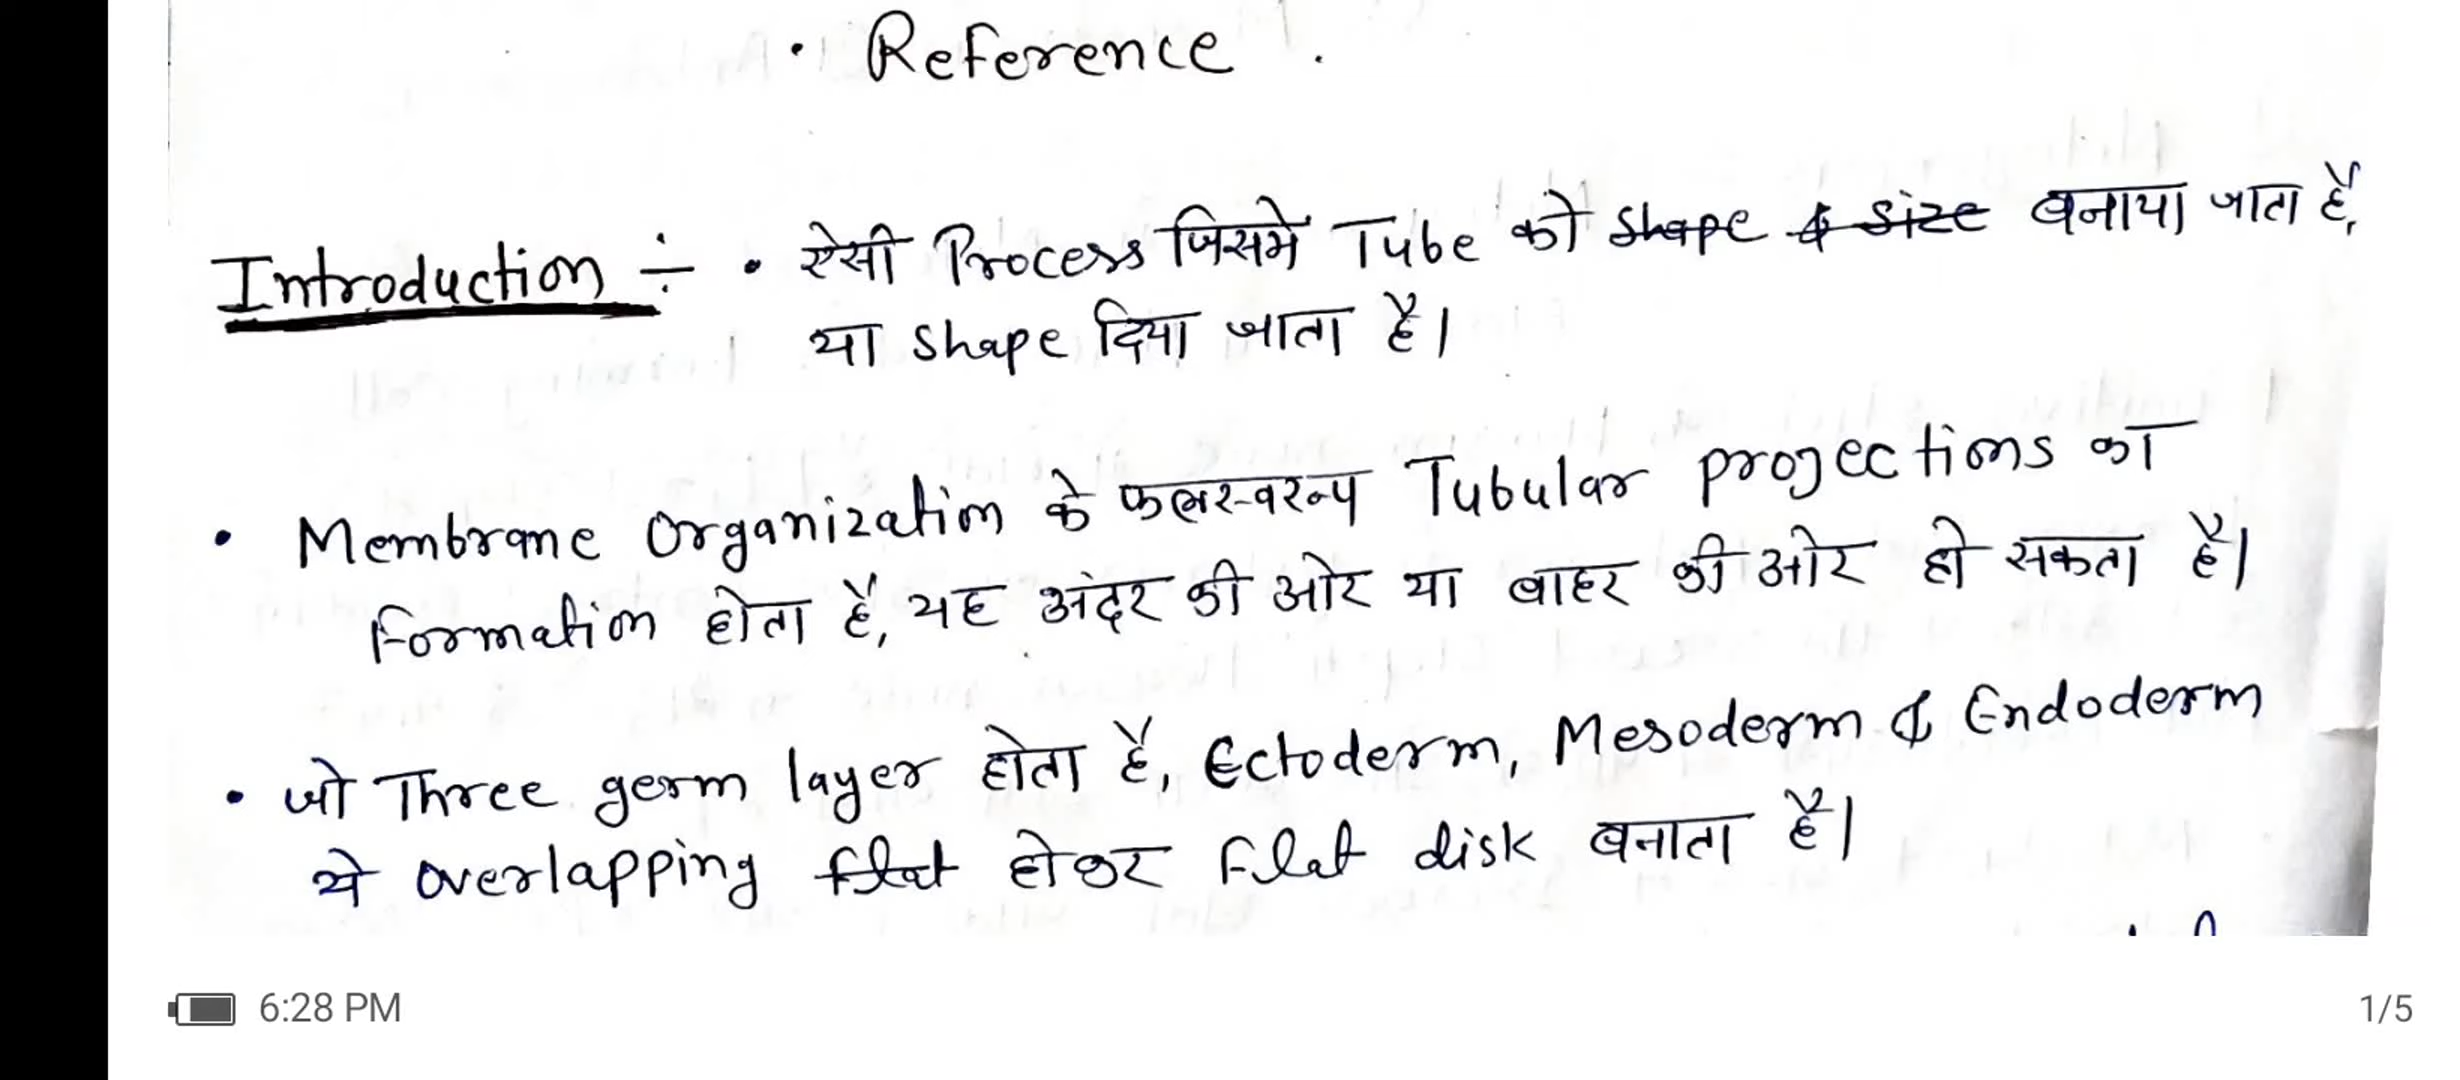 • Reference .
Introduction ÷ • ऐसी Process जिसमे Tube को shape & size बनाया जाता है,
या shape दिया जाता है।
• Membrane organization के फलस्वरूप Tubular projections का
Formation होता है, यह अंदर की ओर या बाहर की ओर हो सकता है।
• जो Three germ layer होता है, Ectoderm, Mesoderm & Endoderm
ये overlapping flat होकर Flat disk बनाता है।
6:28 PM
1/5